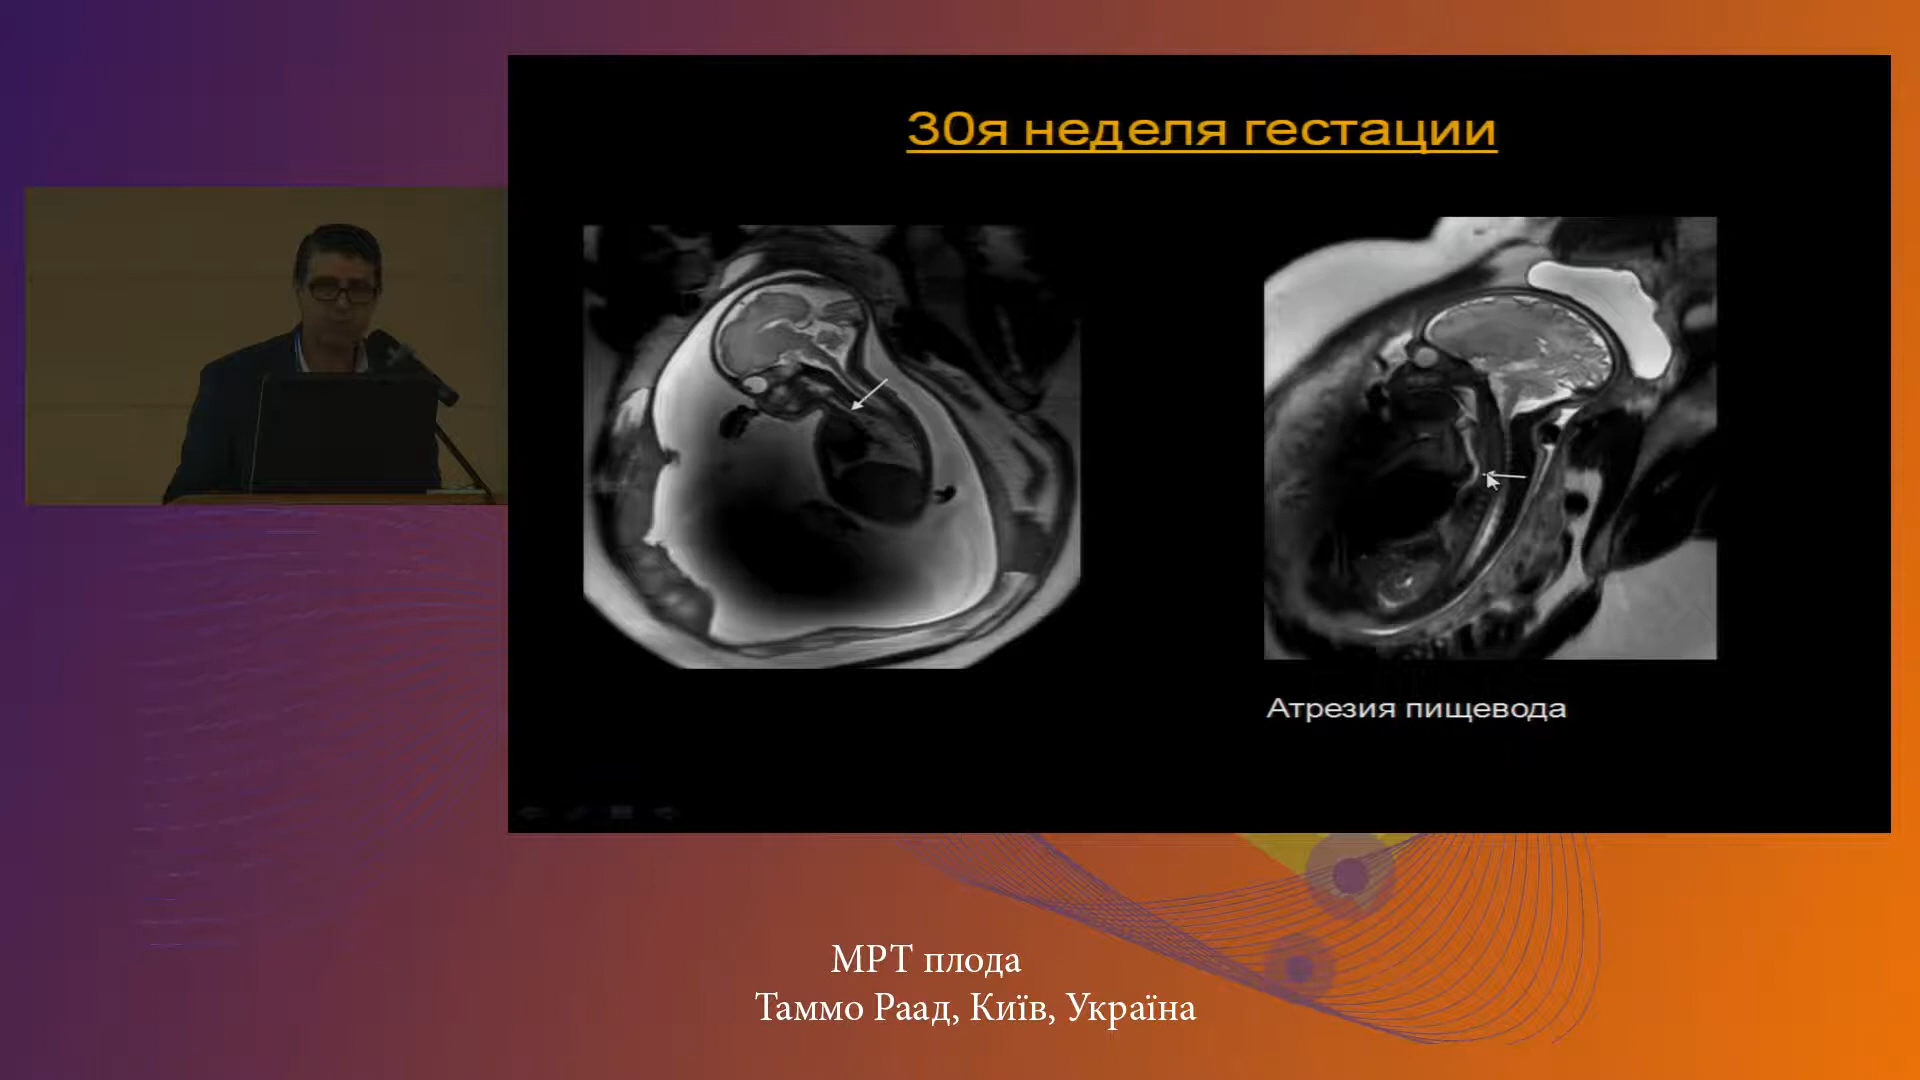 30я неделя гестации
Атрезия пищевода
МРТ плода
Таммо Раад, Київ, Україна